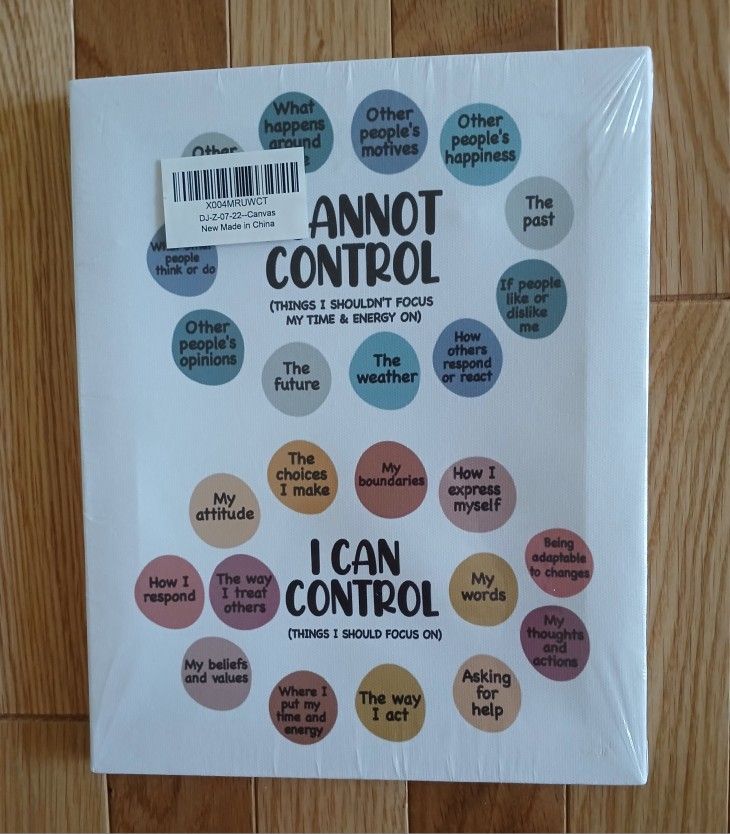 What
happens
around
Other
people's
motives
Other
people's
happiness
Other
X004MRUWCT
DJ-Z-07-22--Canvas
New Made in China
The
past
ANNOT
CONTROL
(THINGS I SHOULDN'T FOCUS
MY TIME & ENERGY ON)
people
think or do
If people
like or
dislike
me
Other
people's
opinions
The
future
The
weather
How
others
respond
or react
The
choices
I make
My
boundaries
How I
express
myself
My
attitude
I CAN
CONTROL
(THINGS I SHOULD FOCUS ON)
How I
respond
The way
I treat
others
My
words
Being
adaptable
to changes
My
thoughts
and
actions
My beliefs
and values
Where I
put my
time and
energy
The way
I act
Asking
for
help